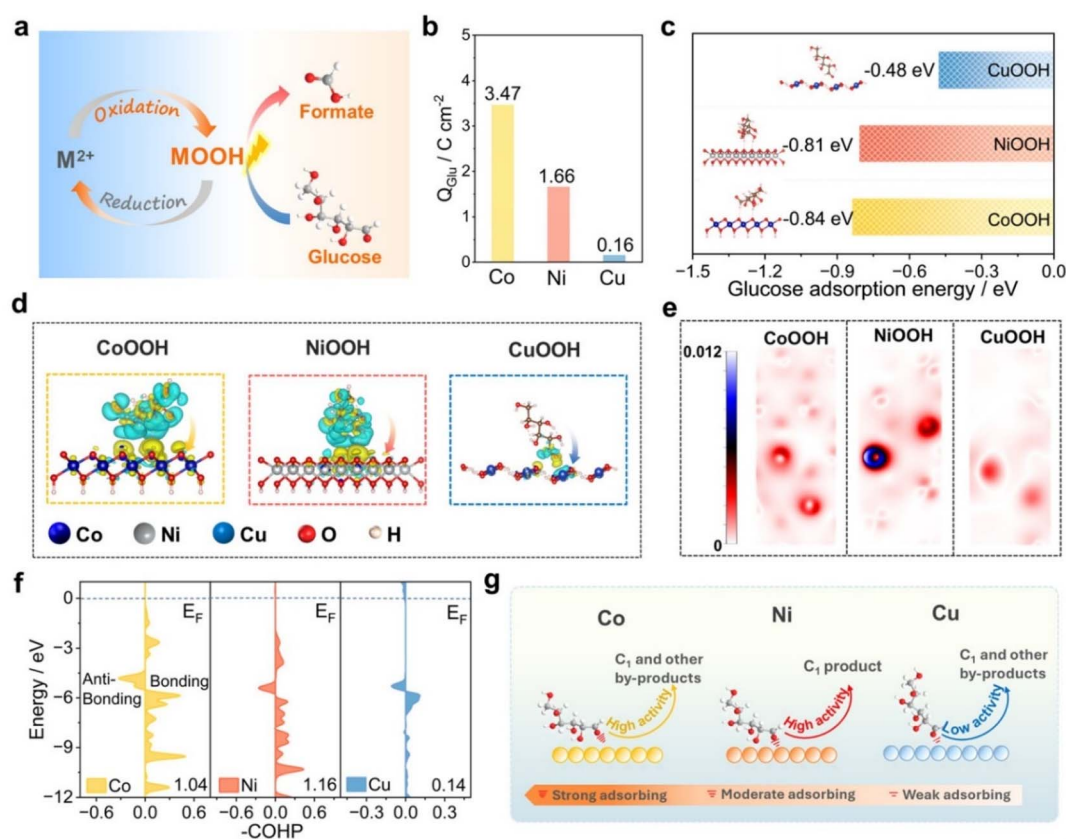 a
Oxidation
M2+
MOOH
Reduction
Formate
Glucose
b
QGlu / C cm-2
5
4
3
2
1
0
3.47
1.66
0.16
Co
Ni
Cu
c
-0.48 eV
CuOOH
-0.81 eV
NiOOH
-0.84 eV
CoOOH
−1.5
−1.2
−0.9
−0.6
−0.3
0.0
Glucose adsorption energy / eV
d
CoOOH
NiOOH
CuOOH
Co
Ni
Cu
O
H
e
CoOOH
NiOOH
CuOOH
0.012
0
f
Energy / eV
0
−3
−6
−9
−12
EF
EF
EF
Anti-
Bonding
Bonding
Co
1.04
Ni
1.16
Cu
0.14
−0.6
0.0
0.6
0.0
0.6
0.0
0.6
-COHP
g
Co
Ni
Cu
C1 and other
by-products
C1 product
C1 and other
by-products
High activity
High activity
Low activity
Strong adsorbing
Moderate adsorbing
Weak adsorbing